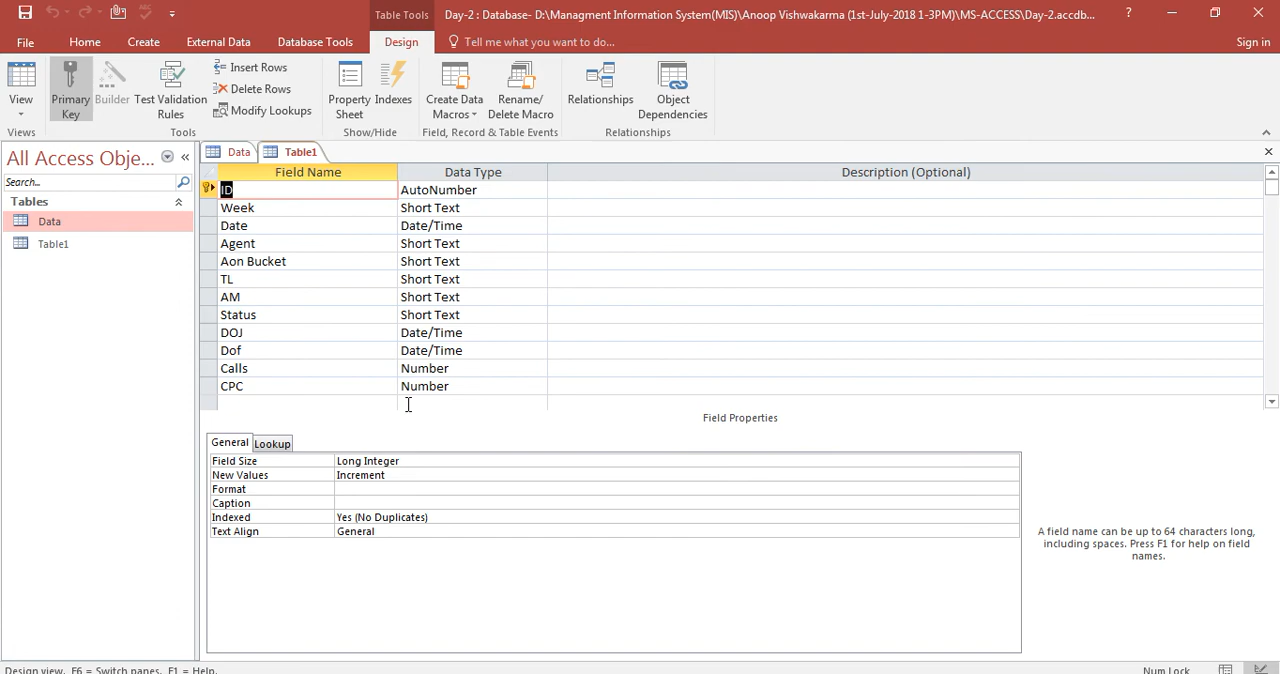 Table Tools
Day-2 : Database- D:\Managment Information System(MIS)\Anoop Vishwakarma (1st-July-2018 1-3PM)\MS-ACCESS\Day-2.accdb...
?
File
Home
Create
External Data
Database Tools
Design
Tell me what you want to do...
Sign in
View
Primary
Key
Builder
Test Validation
Rules
Insert Rows
Delete Rows
Modify Lookups
Property
Sheet
Indexes
Create Data
Macros
Rename/
Delete Macro
Relationships
Object
Dependencies
Views
Tools
Show/Hide
Field, Record & Table Events
Relationships
All Access Obje...
Search...
Tables
Data
Table1
Data
Table1
Field Name Data Type Description (Optional)
ID AutoNumber
Week Short Text
Date Date/Time
Agent Short Text
Aon Bucket Short Text
TL Short Text
AM Short Text
Status Short Text
DOJ Date/Time
Dof Date/Time
Calls Number
CPC Number
Field Properties
General Lookup
Field Size Long Integer
New Values Increment
Format
Caption
Indexed Yes (No Duplicates)
Text Align General
A field name can be up to 64 characters long,
including spaces. Press F1 for help on field
names.
Design view. F6 = Switch panes. F1 = Help.
Num Lock